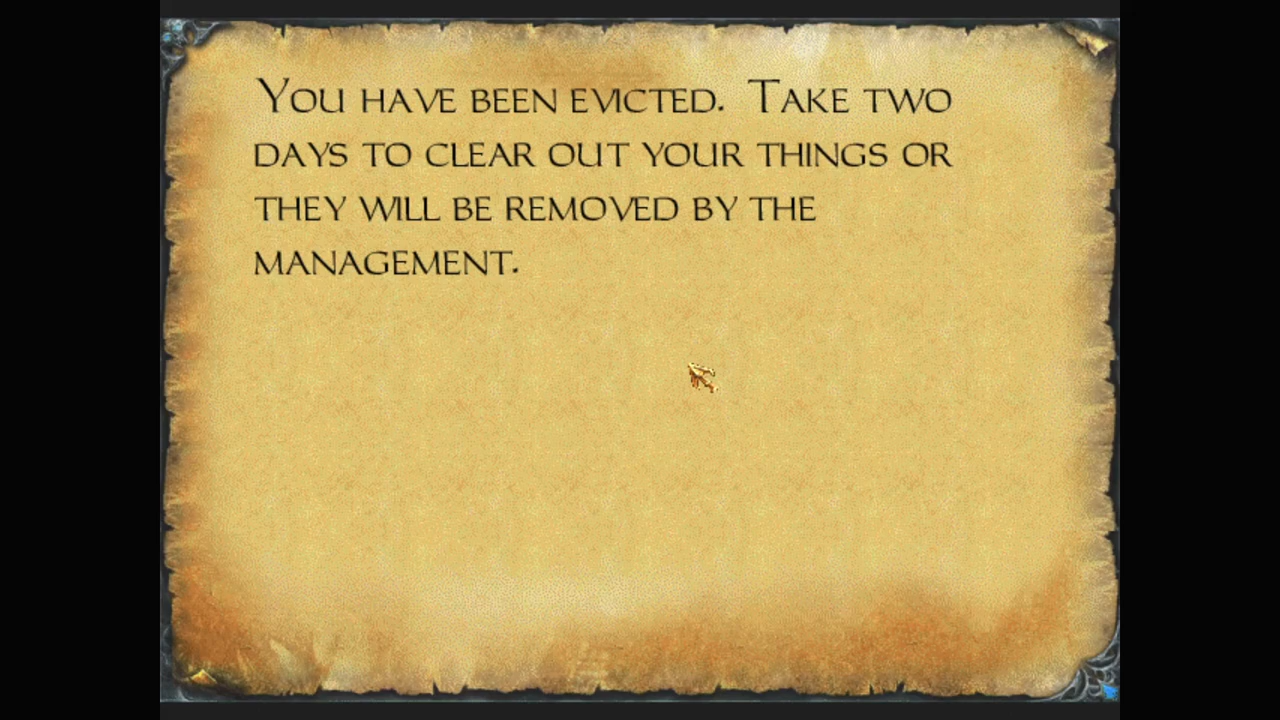 You have been evicted.  Take two
days to clear out your things or
they will be removed by the
management.